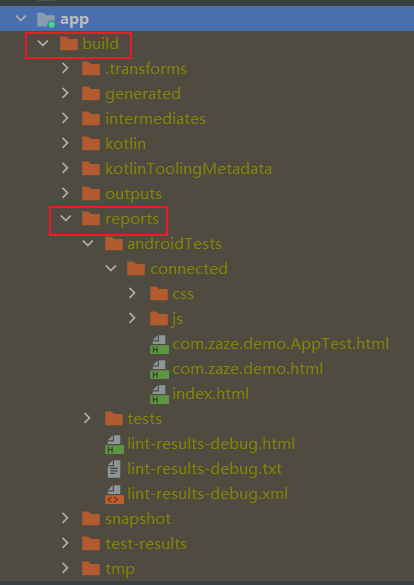 app
build
.transforms
generated
intermediates
kotlin
kotlinToolingMetadata
outputs
reports
androidTests
connected
css
js
com.zaze.demo.AppTest.html
com.zaze.demo.html
index.html
tests
lint-results-debug.html
lint-results-debug.txt
lint-results-debug.xml
snapshot
test-results
tmp